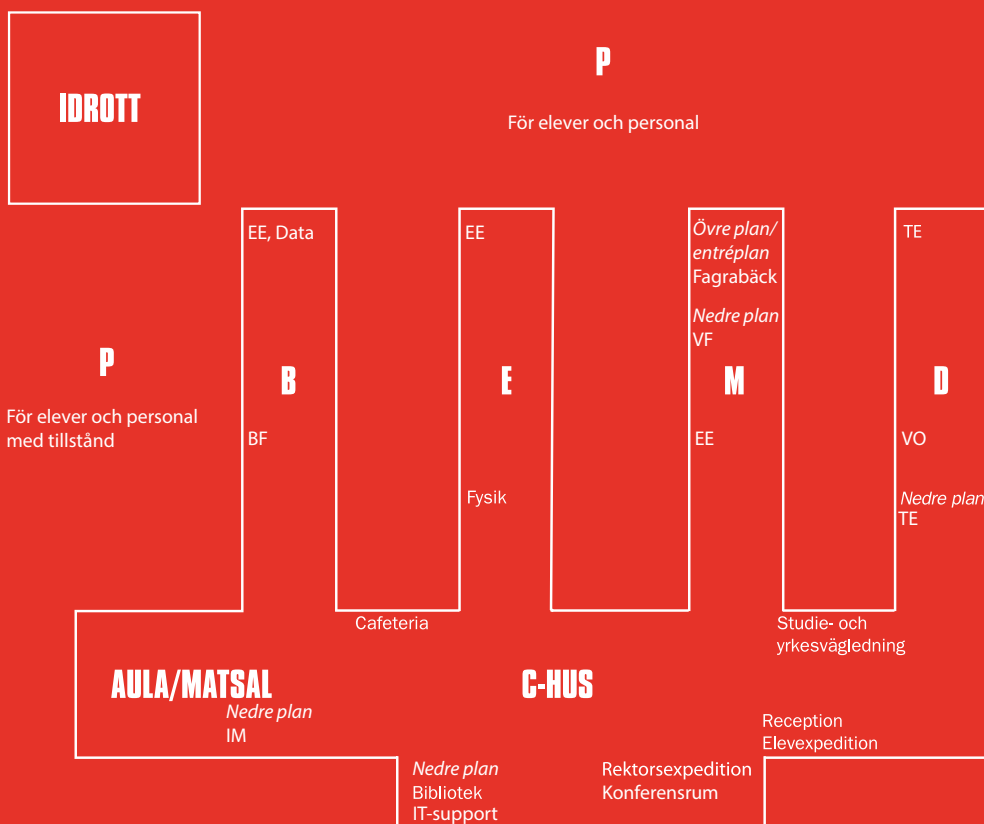 IDROTT
P
För elever och personal
EE, Data
EE
Övre plan/
entréplan
Fagrabäck
Nedre plan
VF
TE
P
För elever och personal
med tillstånd
B
E
M
D
BF
EE
VO
Fysik
Nedre plan
TE
Cafeteria
Studie- och
yrkesvägledning
AULA/MATSAL
Nedre plan
IM
C-HUS
Reception
Elevexpedition
Nedre plan
Bibliotek
IT-support
Rektorsexpedition
Konferensrum